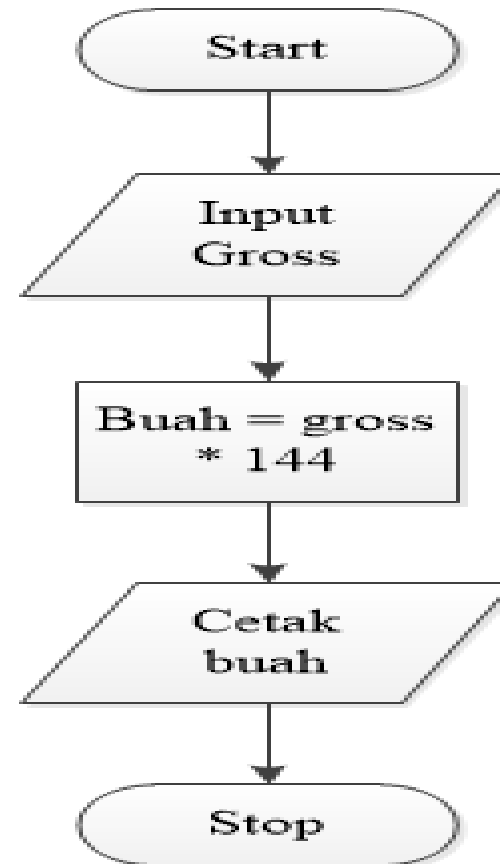 Start
Input
Gross
Buah = gross
* 144
Cetak
buah
Stop